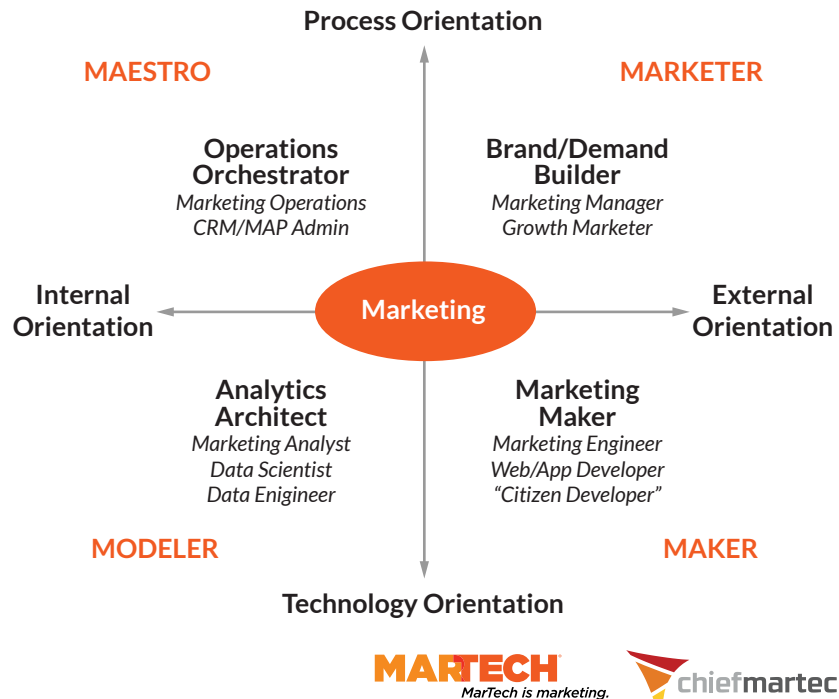 Process Orientation
MAESTRO
MARKETER
Operations
Orchestrator
Marketing Operations
CRM/MAP Admin
Brand/Demand
Builder
Marketing Manager
Growth Marketer
Internal
Orientation
Marketing
External
Orientation
Analytics
Architect
Marketing Analyst
Data Scientist
Data Enigineer
Marketing
Maker
Marketing Engineer
Web/App Developer
“Citizen Developer”
MODELER
MAKER
Technology Orientation
MARTECH
MarTech is marketing.
chiefmartec